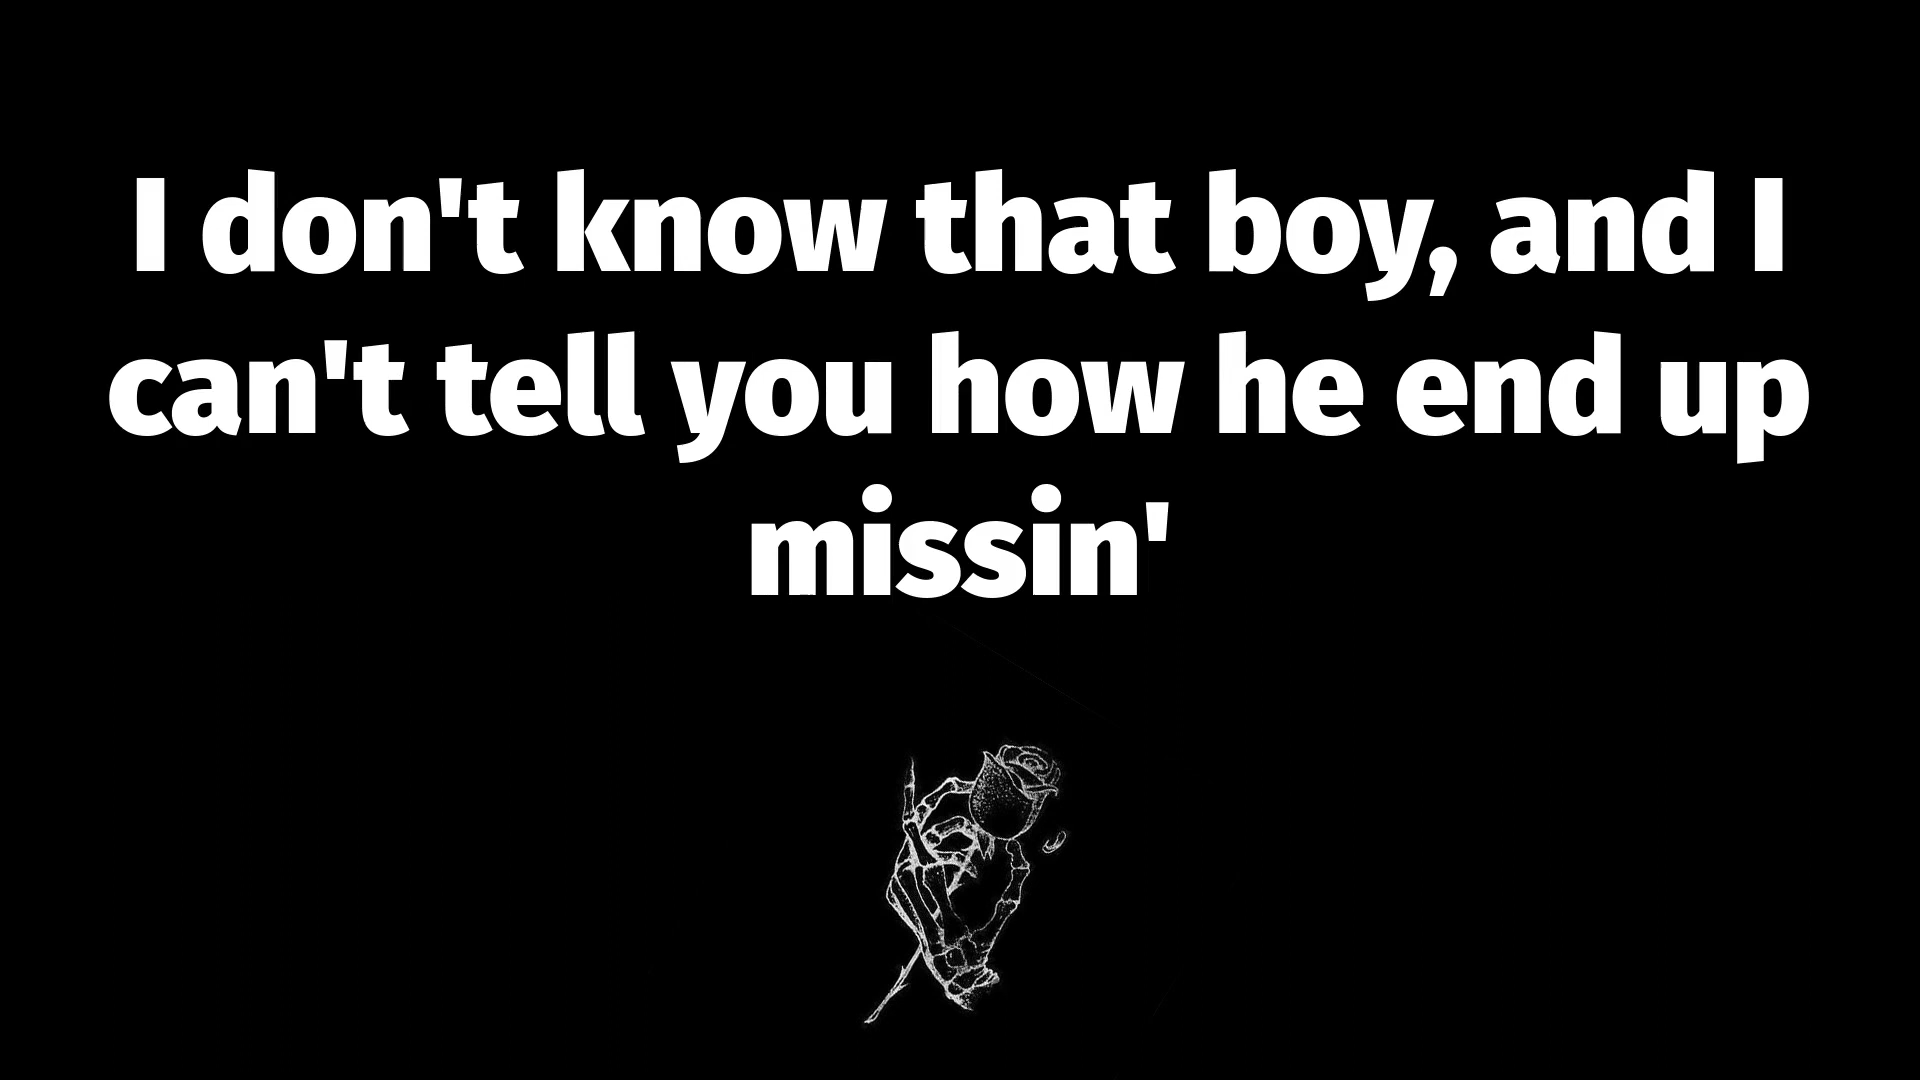 I don't know that boy, and I
can't tell you how he end up
missin'